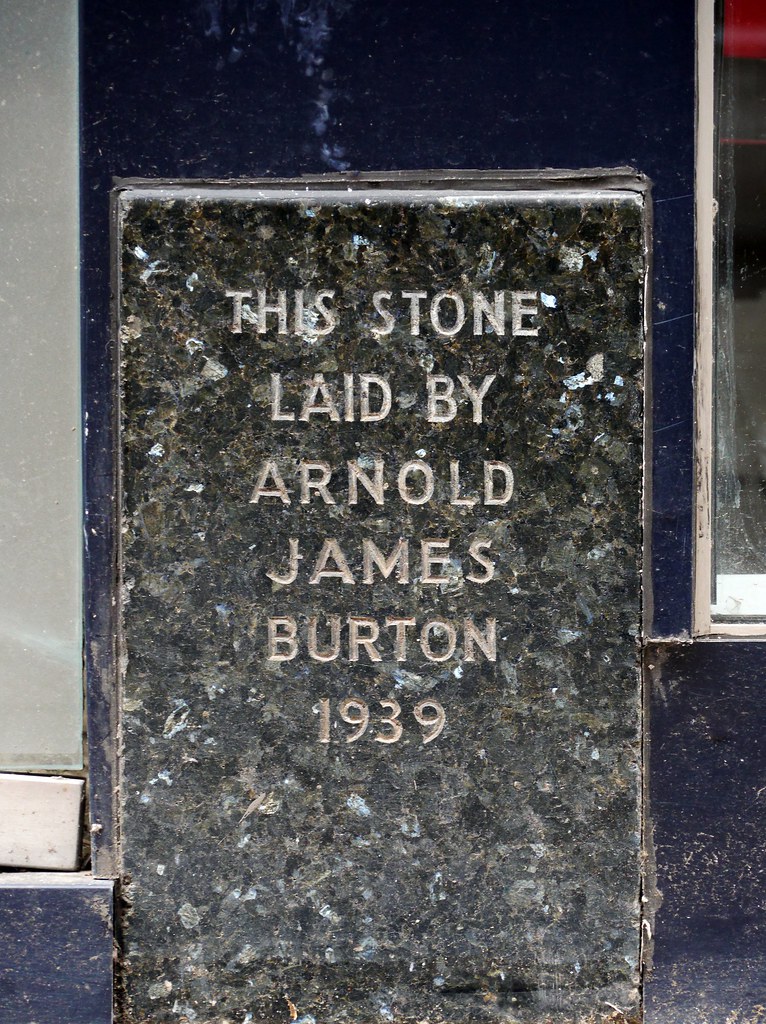 THIS STONE
LAID BY
ARNOLD
JAMES
BURTON
1939